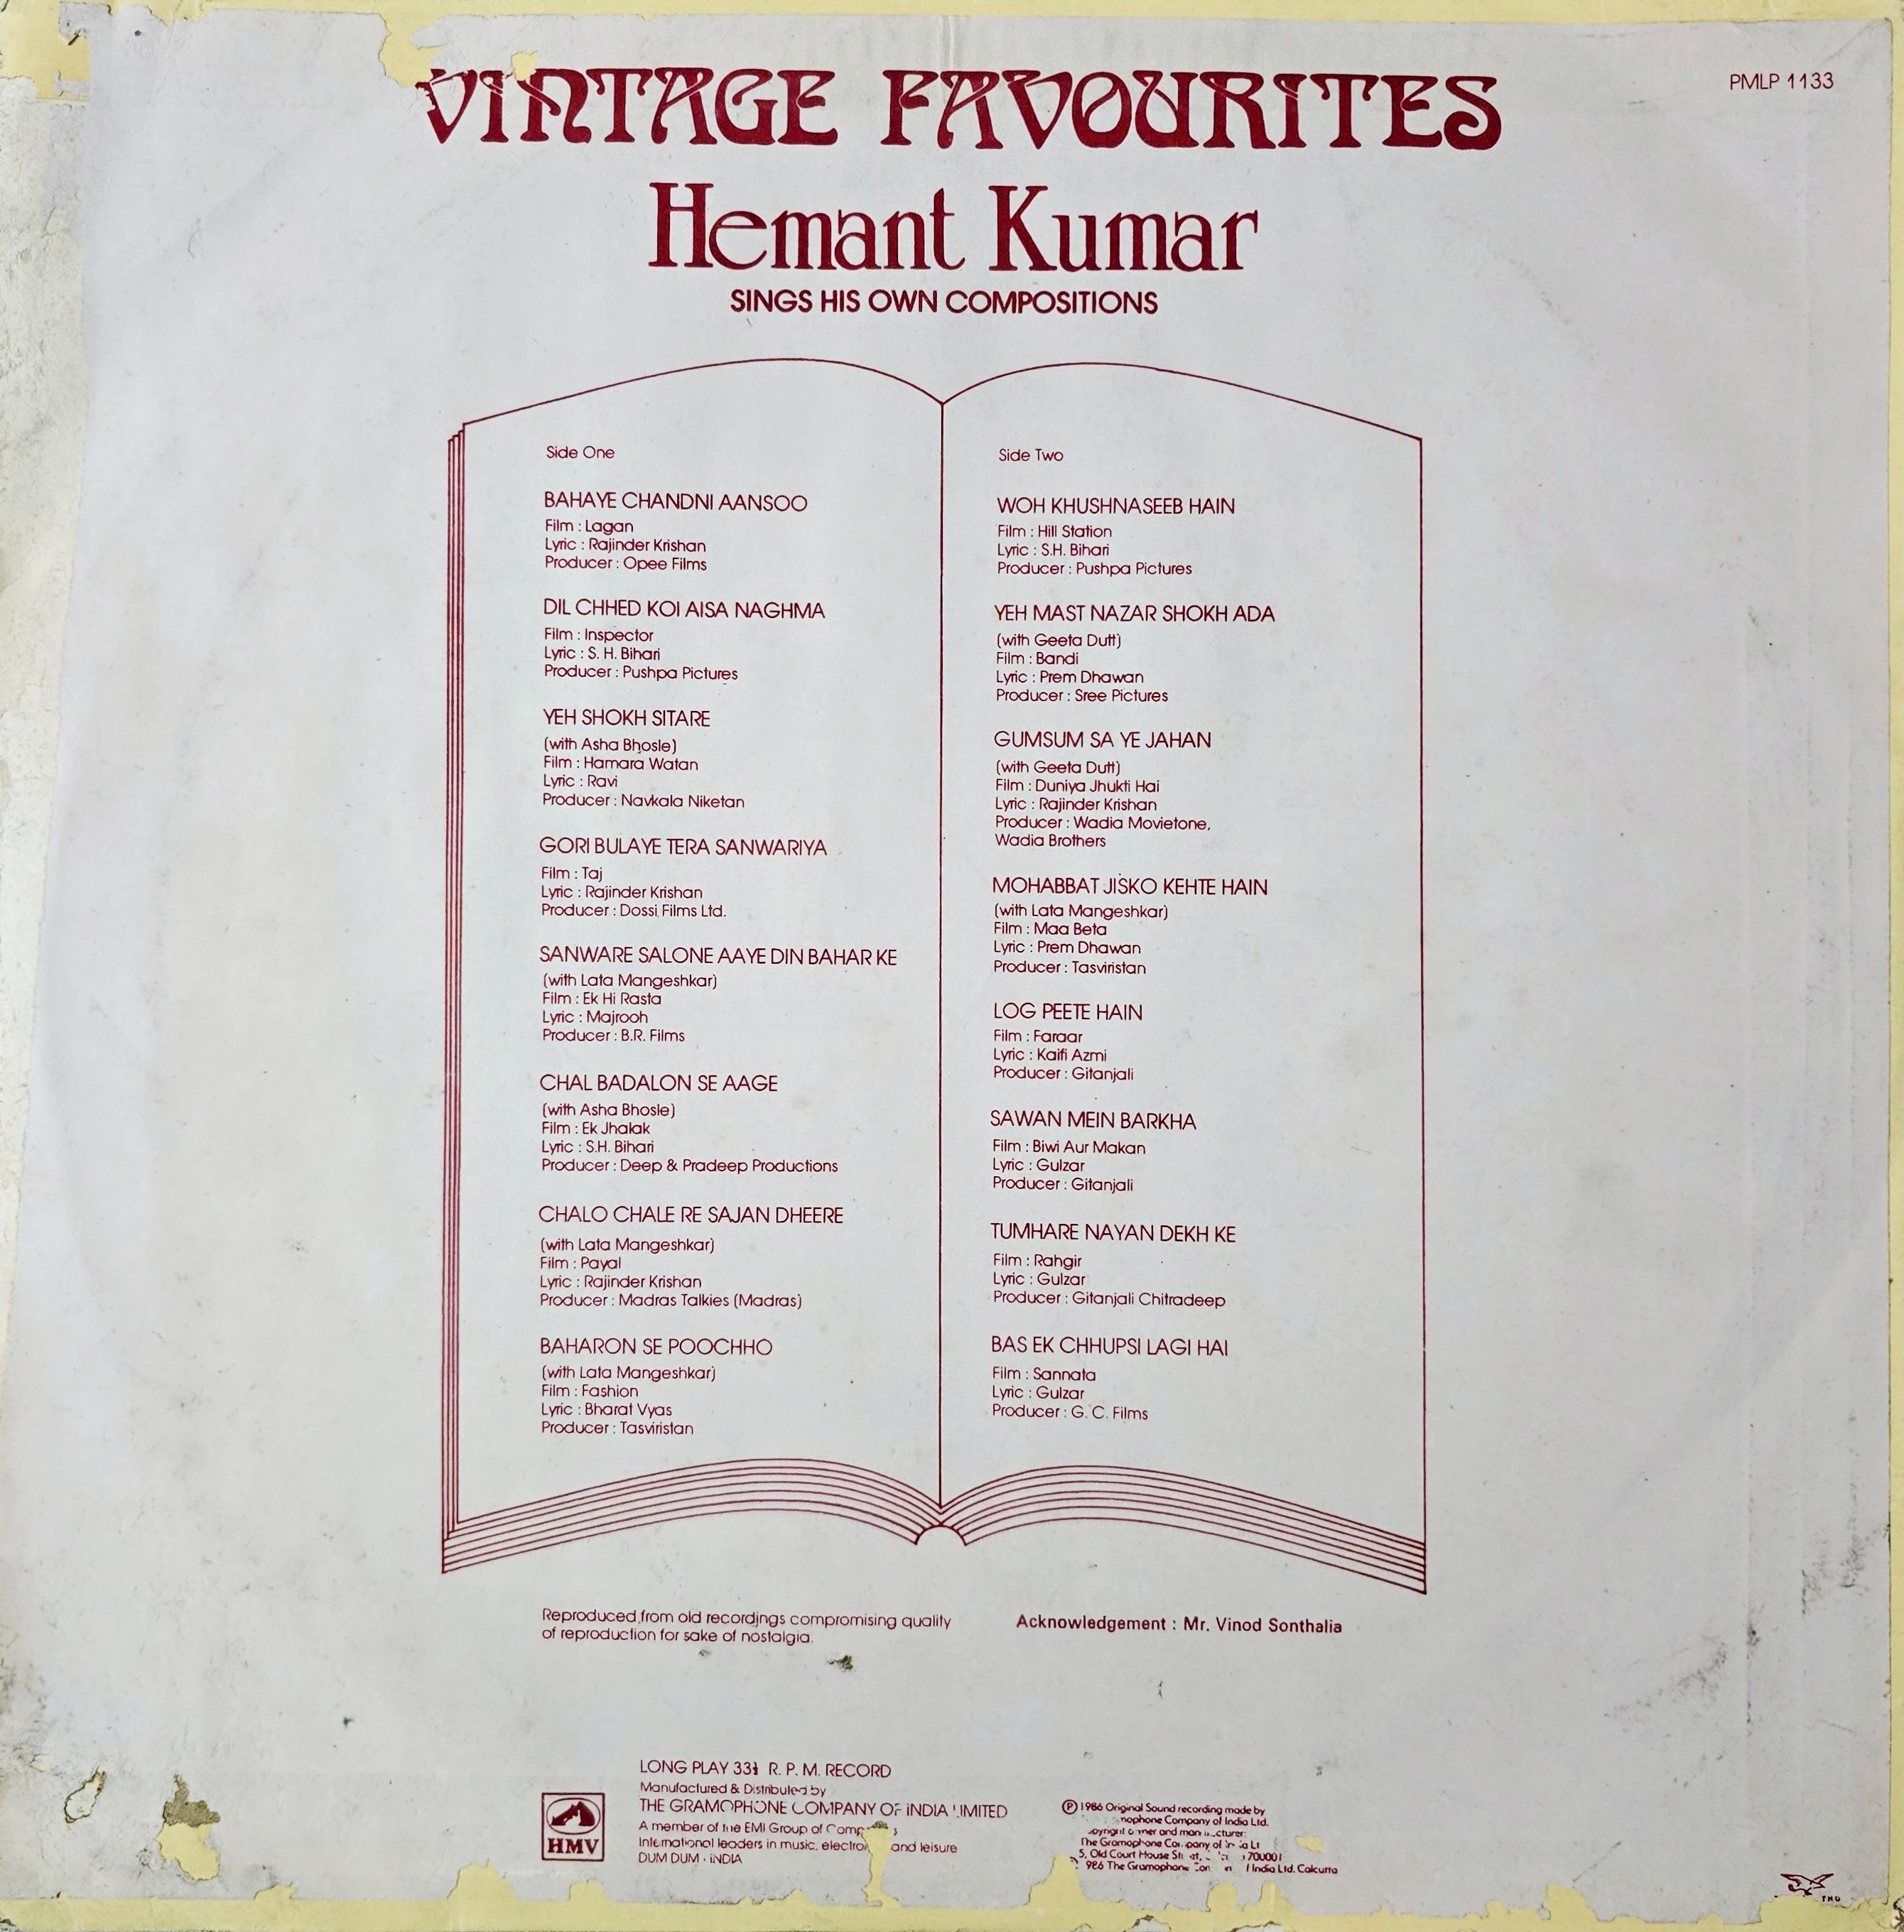 PMLP 1133
VINTAGE FAVOURITES
Hemant Kumar
SINGS HIS OWN COMPOSITIONS
Side One
BAHAYE CHANDNI AANSOO
Film : Lagan
Lyric : Rajinder Krishan
Producer : Opee Films
DIL CHHED KOI AISA NAGHMA
Film : Inspector
Lyric : S. H. Bihari
Producer : Pushpa Pictures
YEH SHOKH SITARE
(with Asha Bhosle)
Film : Hamara Watan
Lyric : Ravi
Producer : Navkala Niketan
GORI BULAYE TERA SANWARIYA
Film : Taj
Lyric : Rajinder Krishan
Producer : Dossi Films Ltd.
SANWARE SALONE AAYE DIN BAHAR KE
(with Lata Mangeshkar)
Film : Ek Hi Rasta
Lyric : Majrooh
Producer : B.R. Films
CHAL BADALON SE AAGE
(with Asha Bhosle)
Film : Ek Jhalak
Lyric : S.H. Bihari
Producer : Deep & Pradeep Productions
CHALO CHALE RE SAJAN DHEERE
(with Lata Mangeshkar)
Film : Payal
Lyric : Rajinder Krishan
Producer : Madras Talkies (Madras)
BAHARON SE POOCHHO
(with Lata Mangeshkar)
Film : Fashion
Lyric : Bharat Vyas
Producer : Tasviristan
Side Two
WOH KHUSHNASEEB HAIN
Film : Hill Station
Lyric : S.H. Bihari
Producer : Pushpa Pictures
YEH MAST NAZAR SHOKH ADA
(with Geeta Dutt)
Film : Bandi
Lyric : Prem Dhawan
Producer : Sree Pictures
GUMSUM SA YE JAHAN
(with Geeta Dutt)
Film : Duniya Jhukti Hai
Lyric : Rajinder Krishan
Producer : Wadia Movietone,
Wadia Brothers
MOHABBAT JISKO KEHTE HAIN
(with Lata Mangeshkar)
Film : Maa Beta
Lyric : Prem Dhawan
Producer : Tasviristan
LOG PEETE HAIN
Film : Faraar
Lyric : Kaifi Azmi
Producer : Gitanjali
SAWAN MEIN BARKHA
Film : Biwi Aur Makan
Lyric : Gulzar
Producer : Gitanjali
TUMHARE NAYAN DEKH KE
Film : Rahgir
Lyric : Gulzar
Producer : Gitanjali Chitradeep
BAS EK CHHUPSI LAGI HAI
Film : Sannata
Lyric : Gulzar
Producer : G. C. Films
Reproduced from old recordings compromising quality
of reproduction for sake of nostalgia.
Acknowledgement : Mr. Vinod Sonthalia
HMV
LONG PLAY 33⅓ R. P. M. RECORD
Manufactured & Distributed by
THE GRAMOPHONE COMPANY OF INDIA LIMITED
A member of the EMI Group of
International leaders in music, and leisure
DUM DUM · INDIA
Ⓟ 1986 Original Sound recording made by
Company of India Ltd.
and
The Gramophone Company of
5, Old Court House 700001
The Gramophone India Ltd. Calcutta